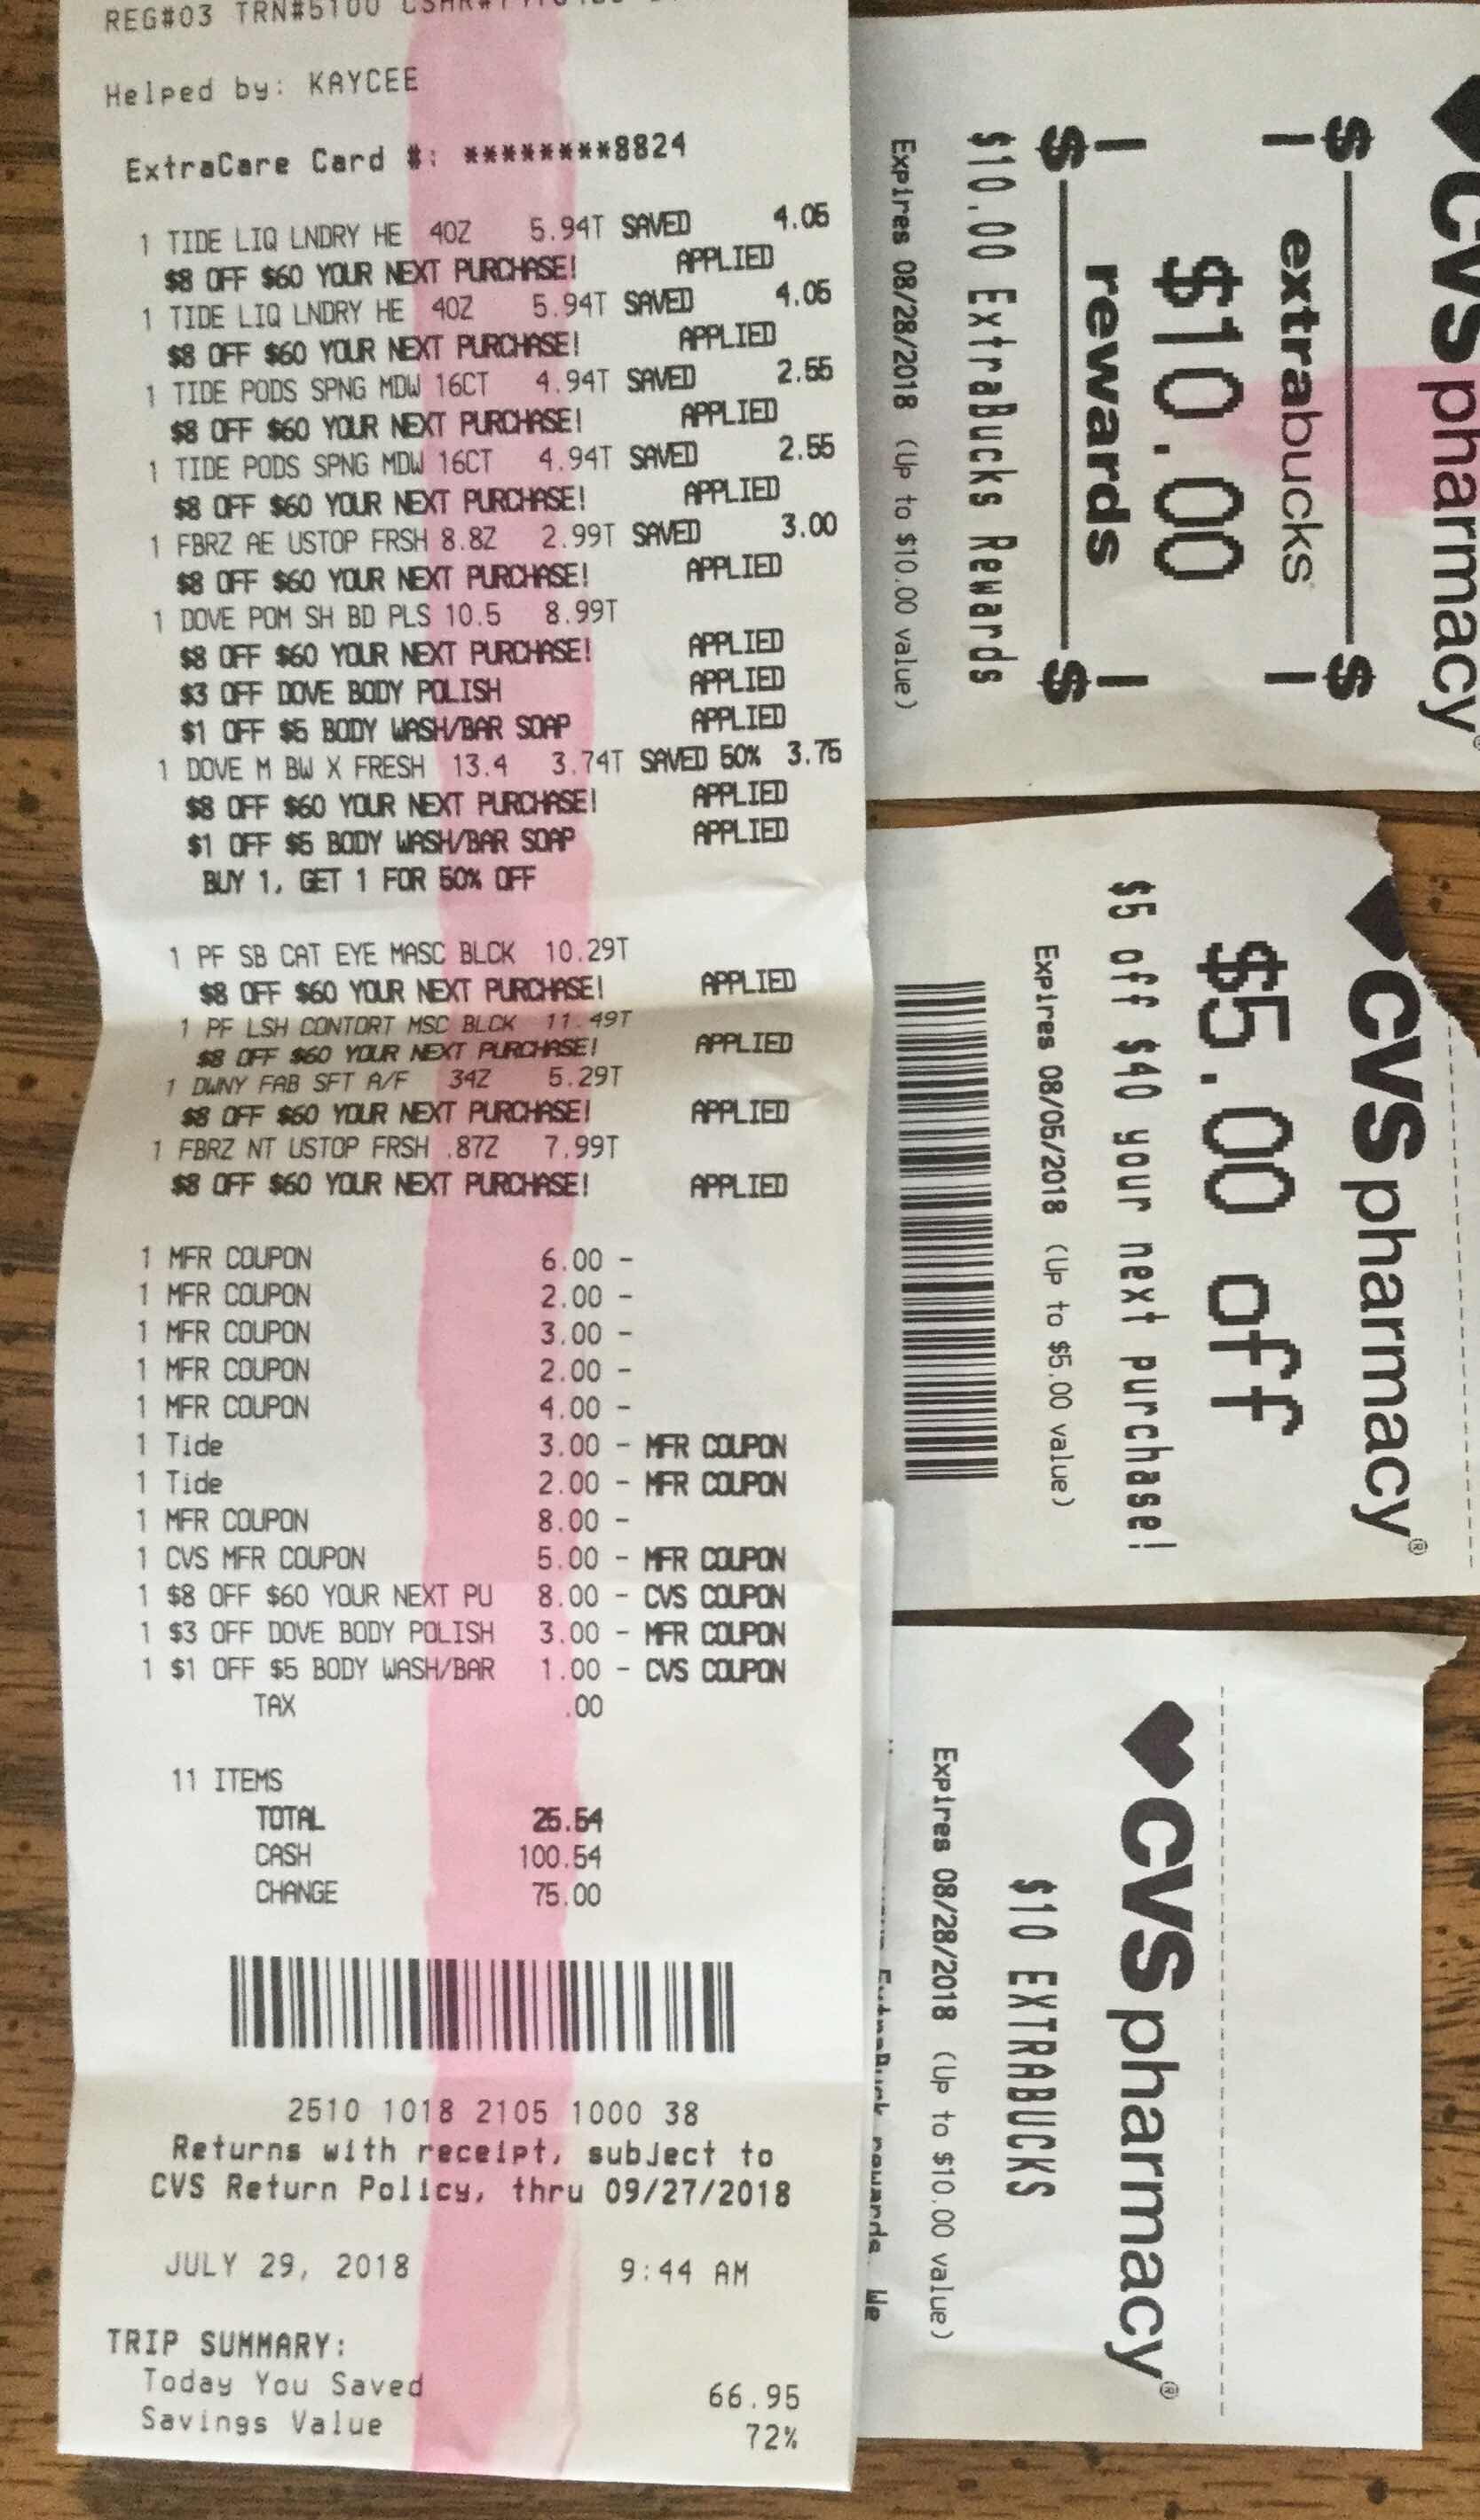 REG#03 TRN#5100
Helped by: KAYCEE
ExtraCare Card #: ********8824
1 TIDE LIQ LNDRY HE 40Z 5.94T SAVED 4.05
$8 OFF $60 YOUR NEXT PURCHASE! APPLIED
1 TIDE LIQ LNDRY HE 40Z 5.94T SAVED 4.05
$8 OFF $60 YOUR NEXT PURCHASE! APPLIED
1 TIDE PODS SPNG MDW 16CT 4.94T SAVED 2.55
$8 OFF $60 YOUR NEXT PURCHASE! APPLIED
1 TIDE PODS SPNG MDW 16CT 4.94T SAVED 2.55
$8 OFF $60 YOUR NEXT PURCHASE! APPLIED
1 FBRZ AE USTOP FRSH 8.8Z 2.99T SAVED 3.00
$8 OFF $60 YOUR NEXT PURCHASE! APPLIED
1 DOVE POM SH BD PLS 10.5 8.99T
$8 OFF $60 YOUR NEXT PURCHASE! APPLIED
$3 OFF DOVE BODY POLISH APPLIED
$1 OFF $5 BODY WASH/BAR SOAP APPLIED
1 DOVE M BW X FRESH 13.4 3.74T SAVED 50% 3.75
$8 OFF $60 YOUR NEXT PURCHASE! APPLIED
$1 OFF $5 BODY WASH/BAR SOAP APPLIED
BUY 1, GET 1 FOR 50% OFF
1 PF SB CAT EYE MASC BLCK 10.29T
$8 OFF $60 YOUR NEXT PURCHASE! APPLIED
1 PF LSH CONTORT MSC BLCK 11.49T
$8 OFF $60 YOUR NEXT PURCHASE! APPLIED
1 DWNY FAB SFT A/F 34Z 5.29T
$8 OFF $60 YOUR NEXT PURCHASE! APPLIED
1 FBRZ NT USTOP FRSH .87Z 7.99T
$8 OFF $60 YOUR NEXT PURCHASE! APPLIED
1 MFR COUPON 6.00 -
1 MFR COUPON 2.00 -
1 MFR COUPON 3.00 -
1 MFR COUPON 2.00 -
1 MFR COUPON 4.00 -
1 Tide 3.00 - MFR COUPON
1 Tide 2.00 - MFR COUPON
1 MFR COUPON 8.00 -
1 CVS MFR COUPON 5.00 - MFR COUPON
1 $8 OFF $60 YOUR NEXT PU 8.00 - CVS COUPON
1 $3 OFF DOVE BODY POLISH 3.00 - MFR COUPON
1 $1 OFF $5 BODY WASH/BAR 1.00 - CVS COUPON
TAX .00
11 ITEMS
TOTAL 25.54
CASH 100.54
CHANGE 75.00
2510 1018 2105 1000 38
Returns with receipt, subject to
CVS Return Policy, thru 09/27/2018
JULY 29, 2018 9:44 AM
TRIP SUMMARY:
Today You Saved 66.95
Savings Value 72%
CVS pharmacy®
$ $
extrabucks
$10.00
rewards
$ $
$10.00 ExtraBucks Rewards
Expires 08/28/2018 (Up to $10.00 value)
CVS pharmacy®
$5.00 off
$5 off $40 your next purchase!
Expires 08/05/2018 (Up to $5.00 value)
CVS pharmacy®
$10 EXTRABUCKS
Expires 08/28/2018 (Up to $10.00 value)
ExtraBuck rewards. We